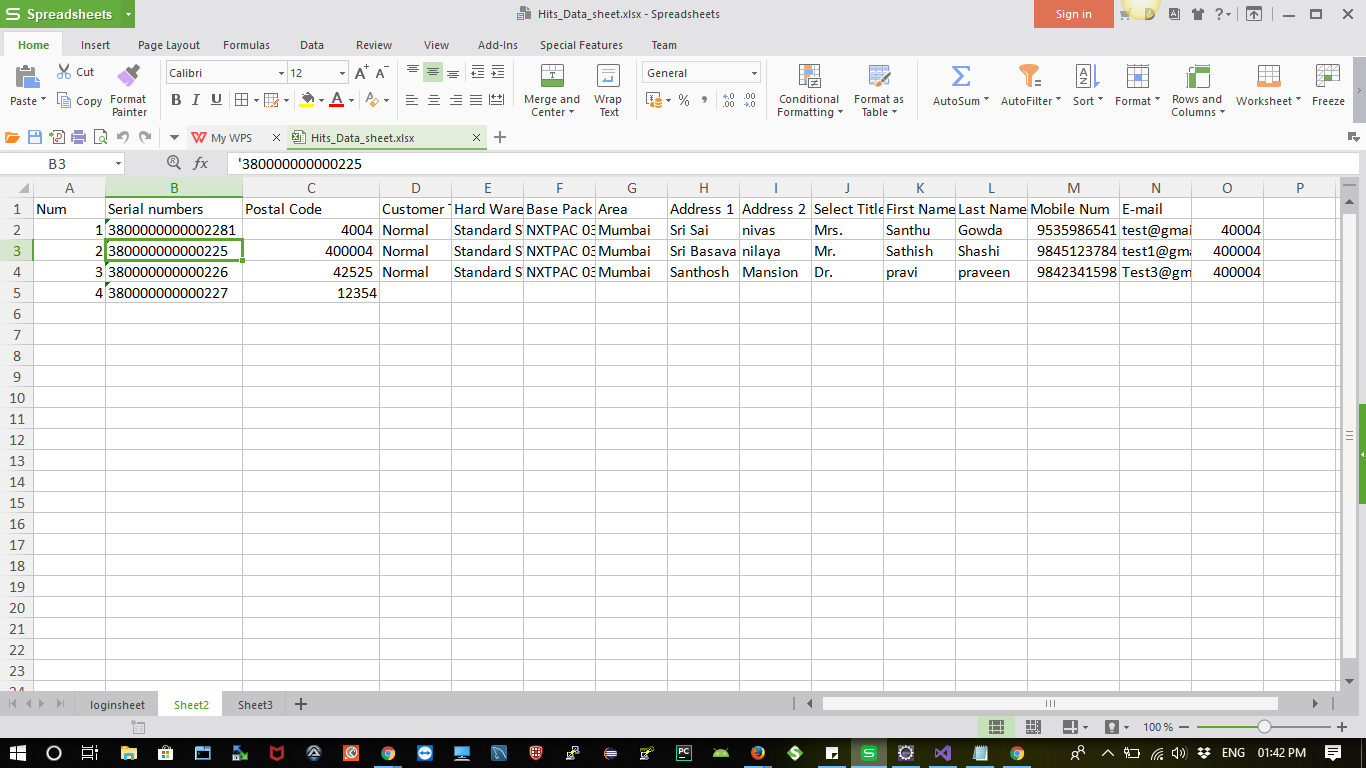 Spreadsheets Hits_Data_sheet.xlsx - Spreadsheets Sign in
Home Insert Page Layout Formulas Data Review View Add-Ins Special Features Team
Paste Cut Copy Format Painter Calibri 12 B I U Merge and Center Wrap Text General % Conditional Formatting Format as Table AutoSum AutoFilter Sort Format Rows and Columns Worksheet Freeze
My WPS Hits_Data_sheet.xlsx
B3 fx '380000000000225
A B C D E F G H I J K L M N O P
1 Num Serial numbers Postal Code Customer Hard Ware Base Pack Area Address 1 Address 2 Select Title First Name Last Name Mobile Num E-mail
2 1 3800000000002281 4004 Normal Standard S NXTPAC 03 Mumbai Sri Sai nivas Mrs. Santhu Gowda 9535986541 test@gmai 40004
3 2 380000000000225 400004 Normal Standard S NXTPAC 03 Mumbai Sri Basava nilaya Mr. Sathish Shashi 9845123784 test1@gma 400004
4 3 380000000000226 42525 Normal Standard S NXTPAC 03 Mumbai Santhosh Mansion Dr. pravi praveen 9842341598 Test3@gm 400004
5 4 380000000000227 12354
6
7
8
9
10
11
12
13
14
15
16
17
18
19
20
21
22
23
24
loginsheet Sheet2 Sheet3
100 %
ENG 01:42 PM